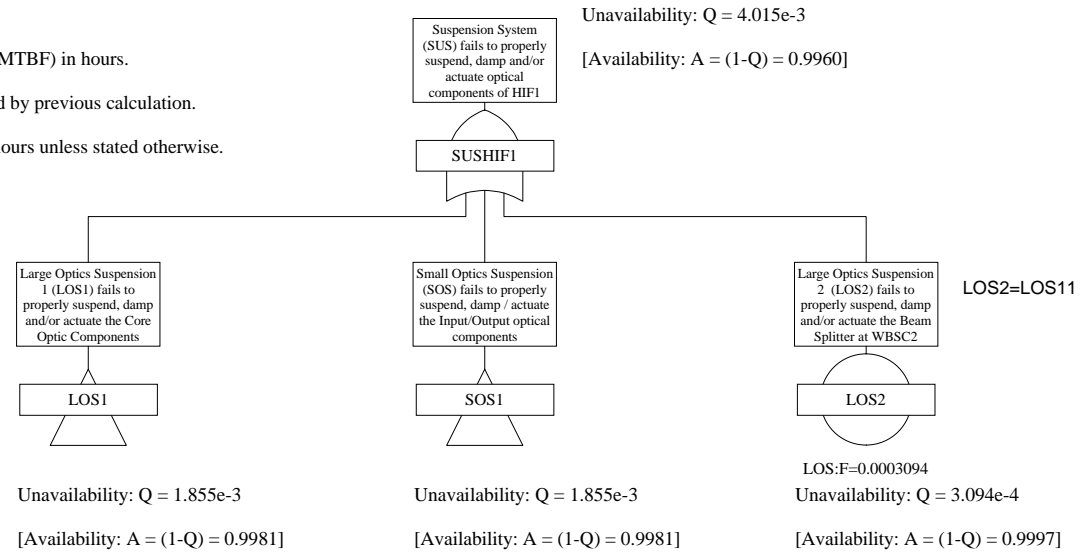 Unavailability: Q = 4.015e-3
[Availability: A = (1-Q) = 0.9960]
MTBF) in hours.
d by previous calculation.
ours unless stated otherwise.
Suspension System
(SUS) fails to properly
suspend, damp and/or
actuate optical
components of HIF1
SUSHIF1
Large Optics Suspension
1 (LOS1) fails to
properly suspend, damp
and/or actuate the Core
Optic Components
LOS1
Unavailability: Q = 1.855e-3
[Availability: A = (1-Q) = 0.9981]
Small Optics Suspension
(SOS) fails to properly
suspend, damp / actuate
the Input/Output optical
components
SOS1
Unavailability: Q = 1.855e-3
[Availability: A = (1-Q) = 0.9981]
Large Optics Suspension
2 (LOS2) fails to
properly suspend, damp
and/or actuate the Beam
Splitter at WBSC2
LOS2=LOS11
LOS2
LOS:F=0.0003094
Unavailability: Q = 3.094e-4
[Availability: A = (1-Q) = 0.9997]